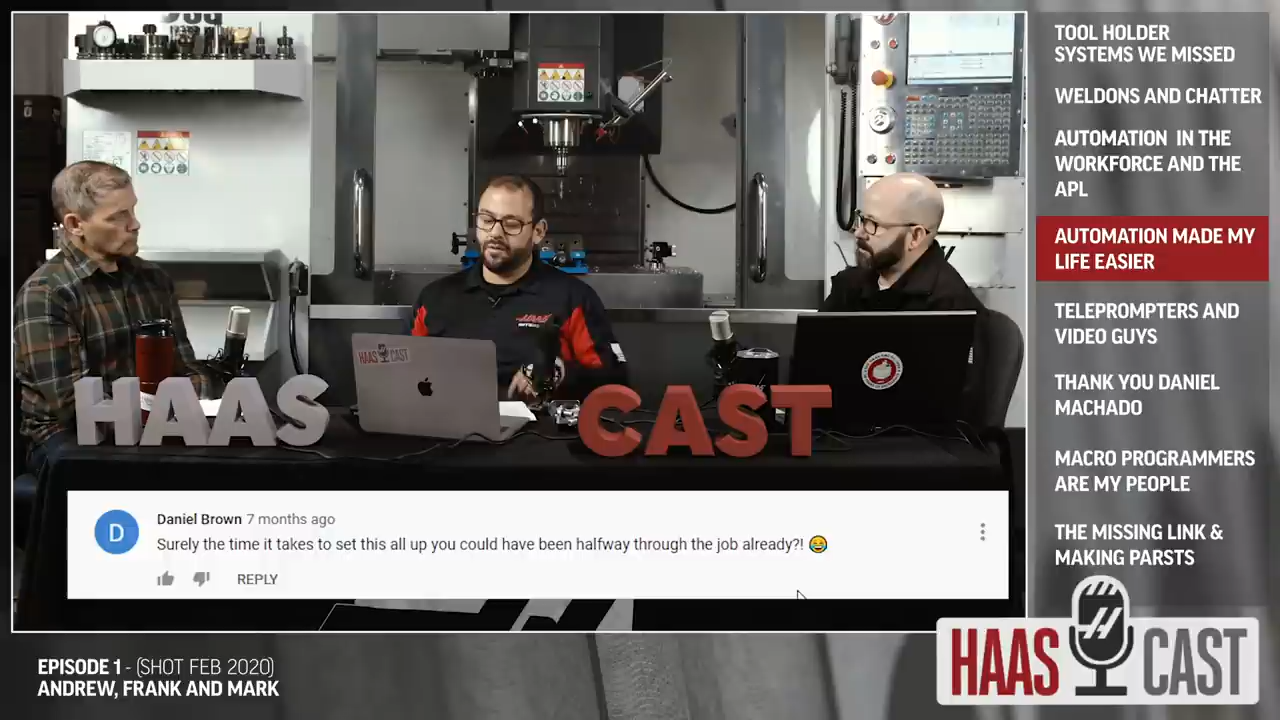 TOOL HOLDER
SYSTEMS WE MISSED
WELDONS AND CHATTER
AUTOMATION IN THE
WORKFORCE AND THE
APL
AUTOMATION MADE MY
LIFE EASIER
TELEPROMPTERS AND
VIDEO GUYS
THANK YOU DANIEL
MACHADO
MACRO PROGRAMMERS
ARE MY PEOPLE
THE MISSING LINK &
MAKING PARSTS
HAAS CAST
HAAS CAST
D
Daniel Brown 7 months ago
Surely the time it takes to set this all up you could have been halfway through the job already?! 😂
REPLY
EPISODE 1 - (SHOT FEB 2020)
ANDREW, FRANK AND MARK
HAAS CAST